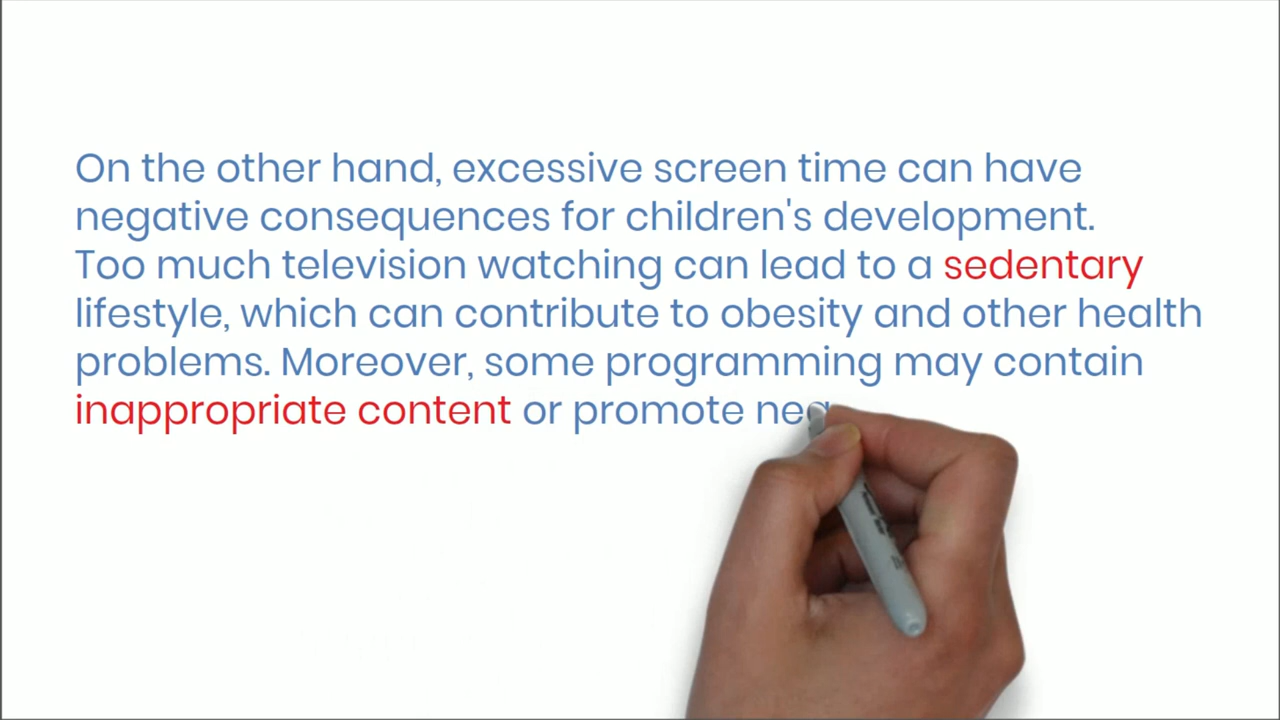 On the other hand, excessive screen time can have
negative consequences for children's development.
Too much television watching can lead to a sedentary
lifestyle, which can contribute to obesity and other health
problems. Moreover, some programming may contain
inappropriate content or promote neg